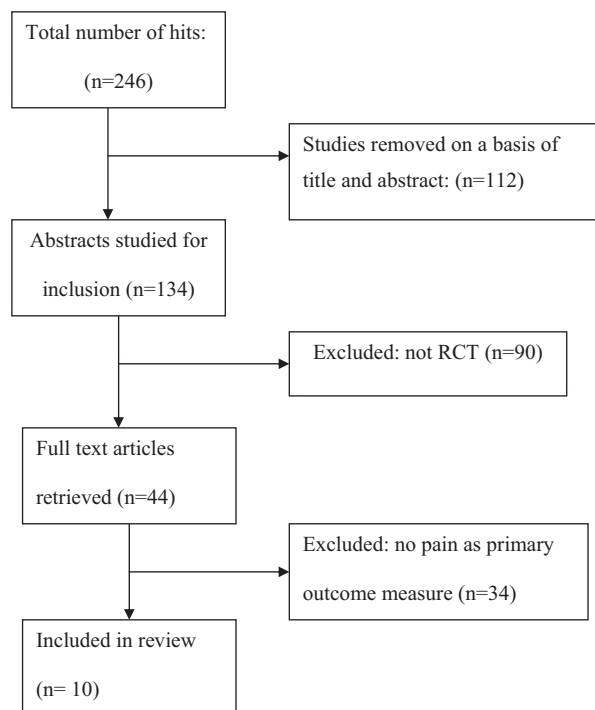 Total number of hits:
(n=246)
Studies removed on a basis of
title and abstract: (n=112)
Abstracts studied for
inclusion (n=134)
Excluded: not RCT (n=90)
Full text articles
retrieved (n=44)
Excluded: no pain as primary
outcome measure (n=34)
Included in review
(n= 10)